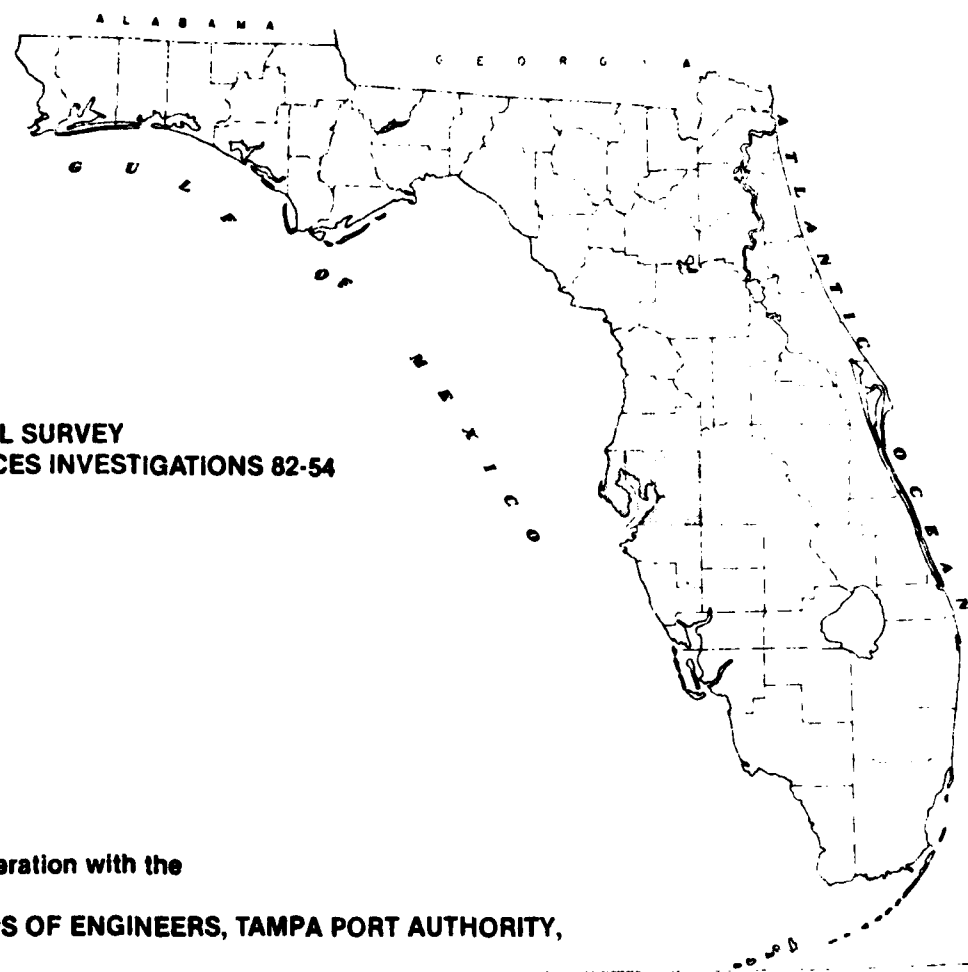 ALABAMA
GEORGIA
GULF OF MEXICO
ATLANTIC OCEAN
L SURVEY
CES INVESTIGATIONS 82-54
eration with the
S OF ENGINEERS, TAMPA PORT AUTHORITY,